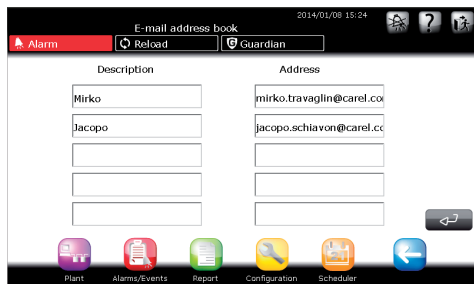 2014/01/08 15:24
E-mail address book
Alarm Reload Guardian
Description Address
Mirko mirko.travaglin@carel.co
Jacopo jacopo.schiavon@carel.cc
Plant Alarms/Events Report Configuration Scheduler